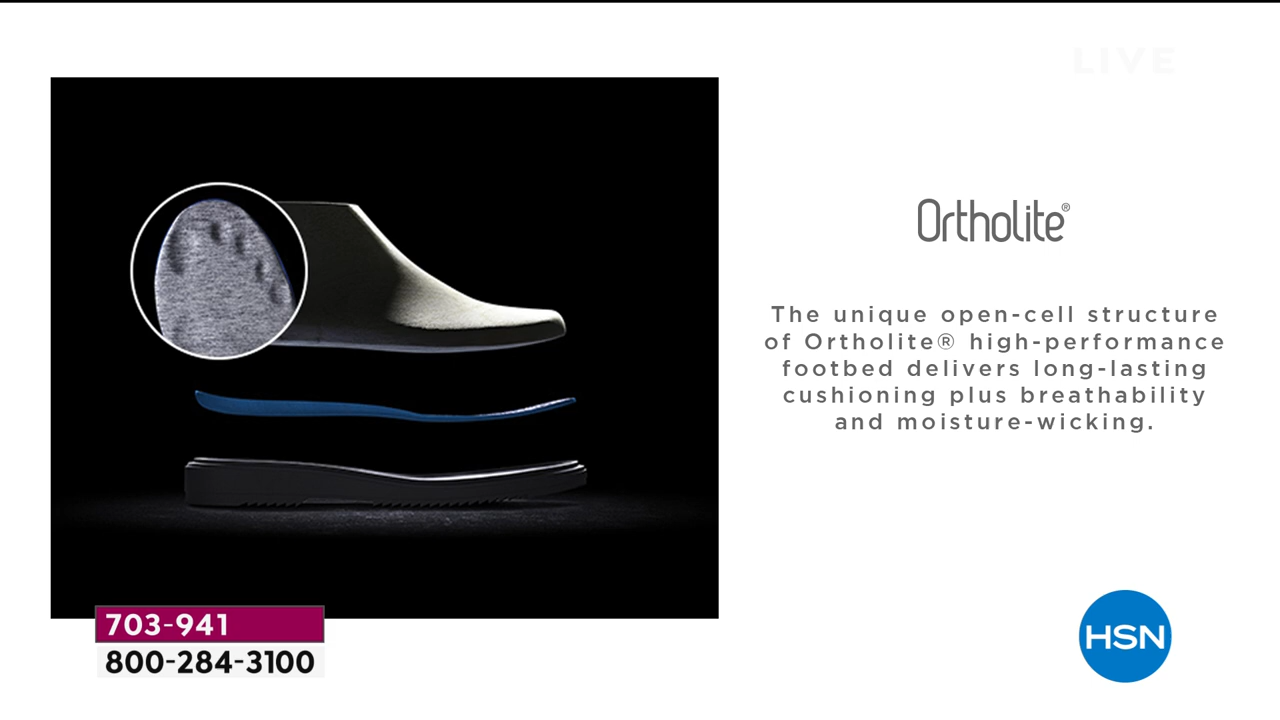 LIVE
Ortholite®
The unique open-cell structure
of Ortholite® high-performance
footbed delivers long-lasting
cushioning plus breathability
and moisture-wicking.
703-941
800-284-3100
HSN